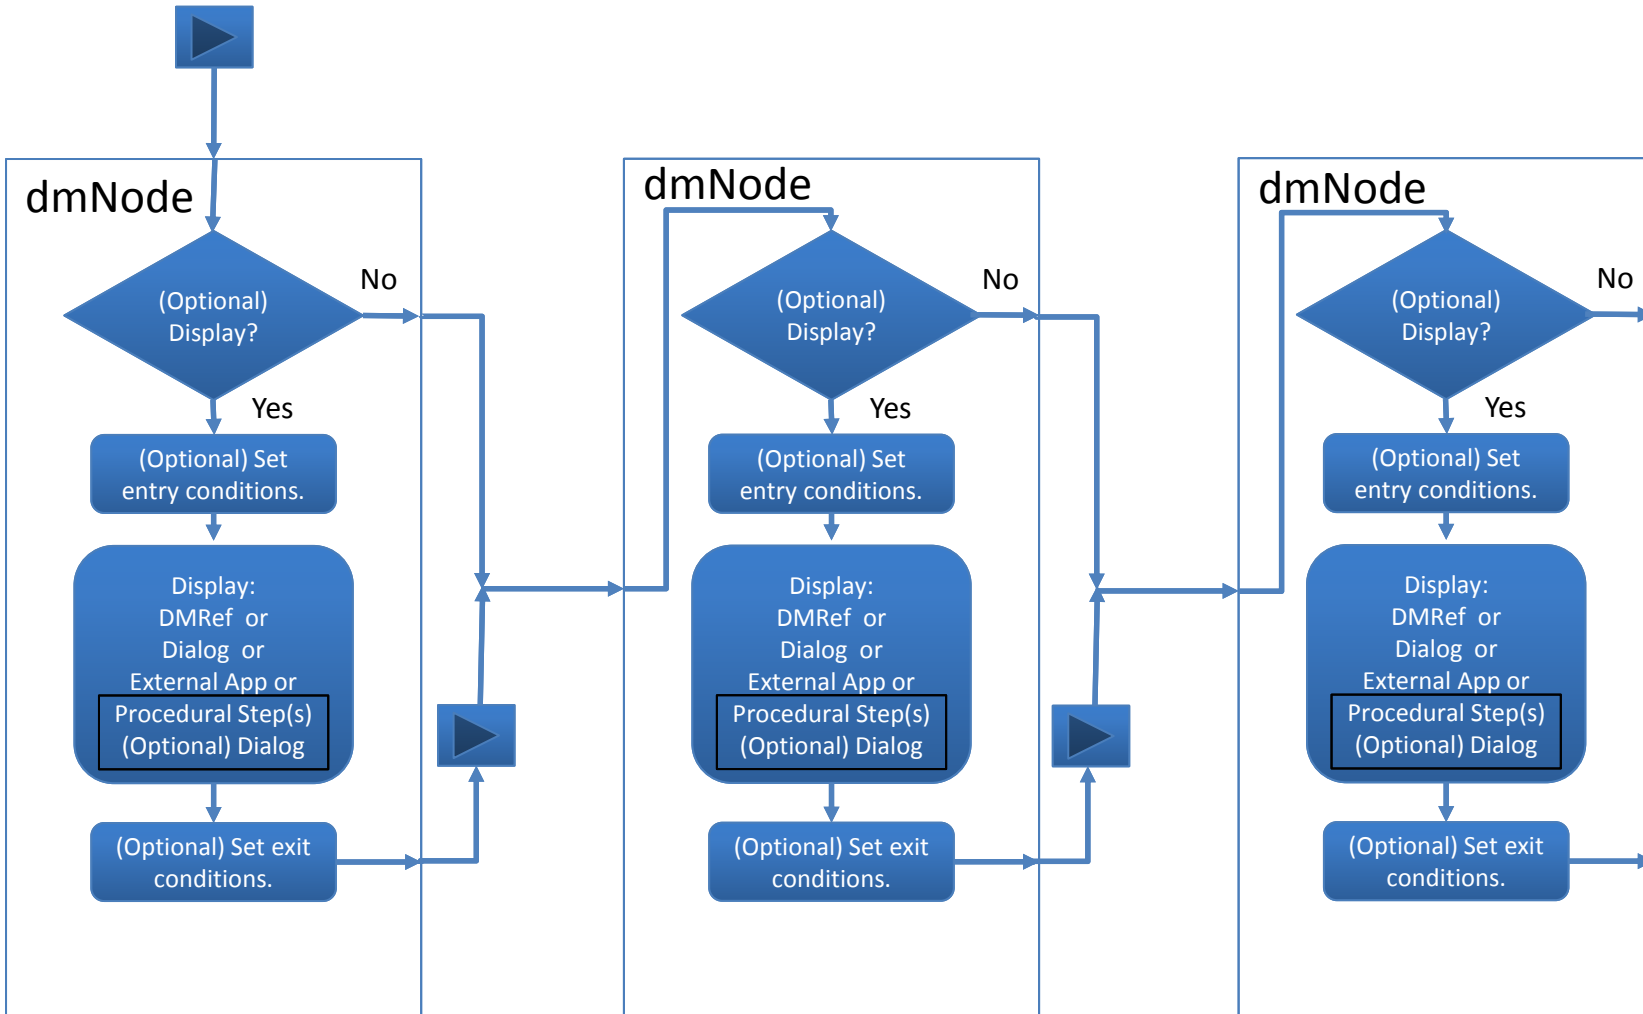 dmNode
(Optional)
Display?
No
Yes
(Optional) Set
entry conditions.
Display:
DMRef or
Dialog or
External App or
Procedural Step(s)
(Optional) Dialog
(Optional) Set exit
conditions.
dmNode
(Optional)
Display?
No
Yes
(Optional) Set
entry conditions.
Display:
DMRef or
Dialog or
External App or
Procedural Step(s)
(Optional) Dialog
(Optional) Set exit
conditions.
dmNode
(Optional)
Display?
No
Yes
(Optional) Set
entry conditions.
Display:
DMRef or
Dialog or
External App or
Procedural Step(s)
(Optional) Dialog
(Optional) Set exit
conditions.